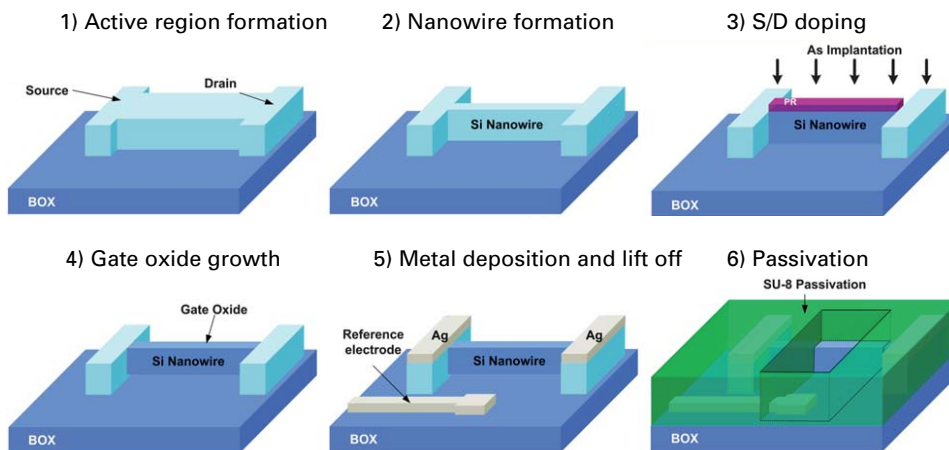 1) Active region formation
Source
Drain
BOX
2) Nanowire formation
Si Nanowire
BOX
3) S/D doping
As Implantation
PR
Si Nanowire
BOX
4) Gate oxide growth
Gate Oxide
Si Nanowire
BOX
5) Metal deposition and lift off
Reference
electrode
Ag
Si Nanowire
Ag
BOX
6) Passivation
SU-8 Passivation
BOX